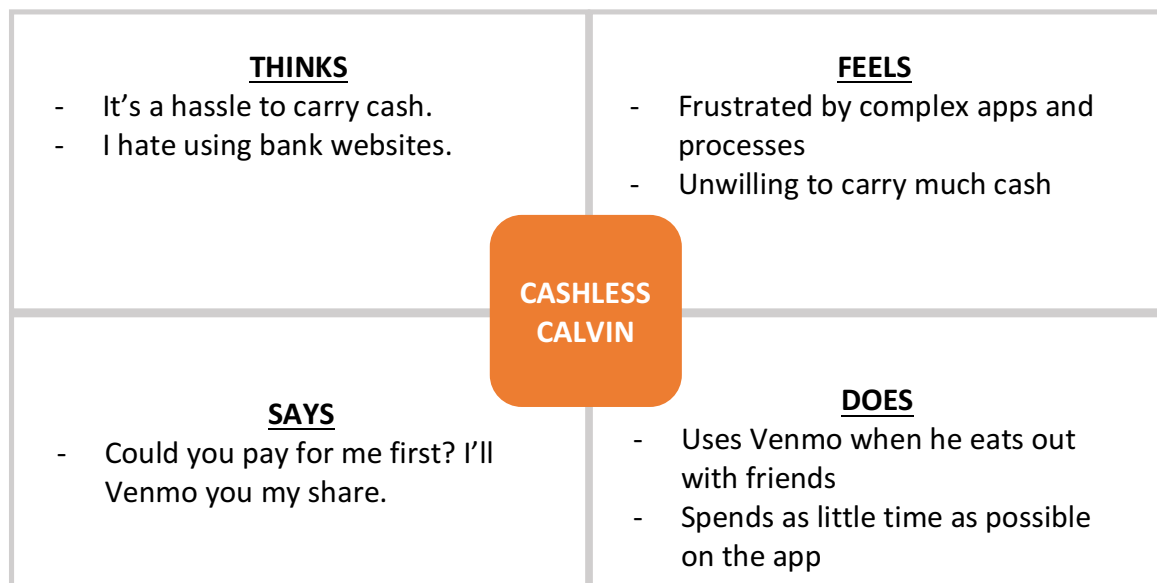 THINKS
- It’s a hassle to carry cash.
- I hate using bank websites.
FEELS
- Frustrated by complex apps and
processes
- Unwilling to carry much cash
CASHLESS
CALVIN
SAYS
- Could you pay for me first? I’ll
Venmo you my share.
DOES
- Uses Venmo when he eats out
with friends
- Spends as little time as possible
on the app